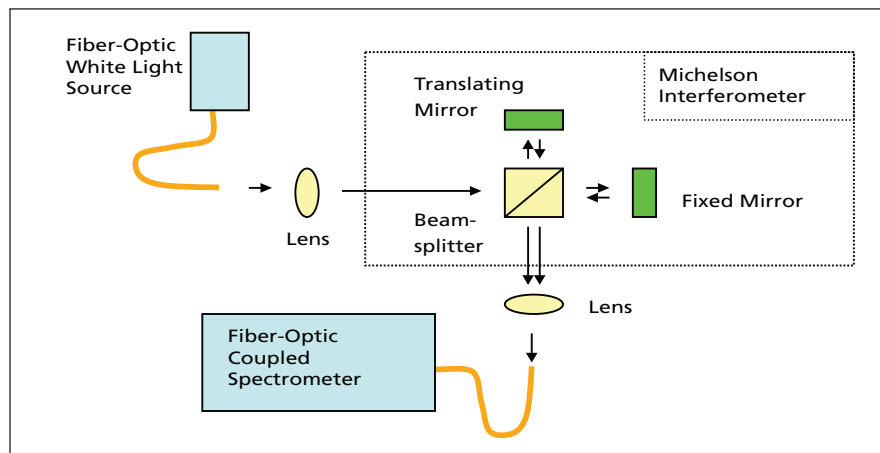 Fiber-Optic
White Light
Source
Translating
Mirror
Michelson
Interferometer
Lens
Beam-
splitter
Fixed Mirror
Lens
Fiber-Optic
Coupled
Spectrometer